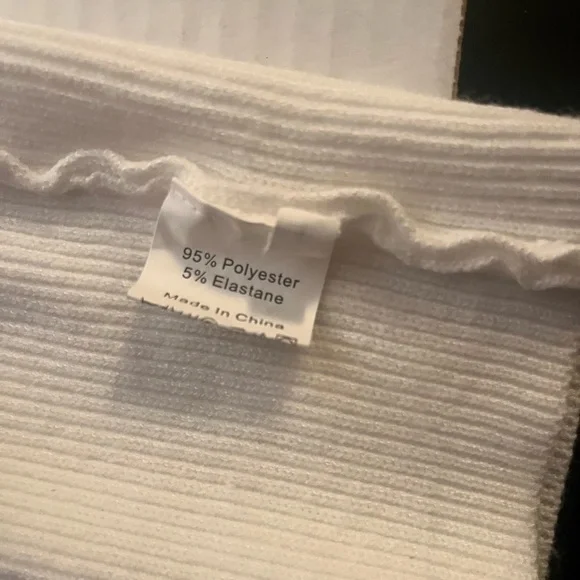 95% Polyester
5% Elastane
Made In China